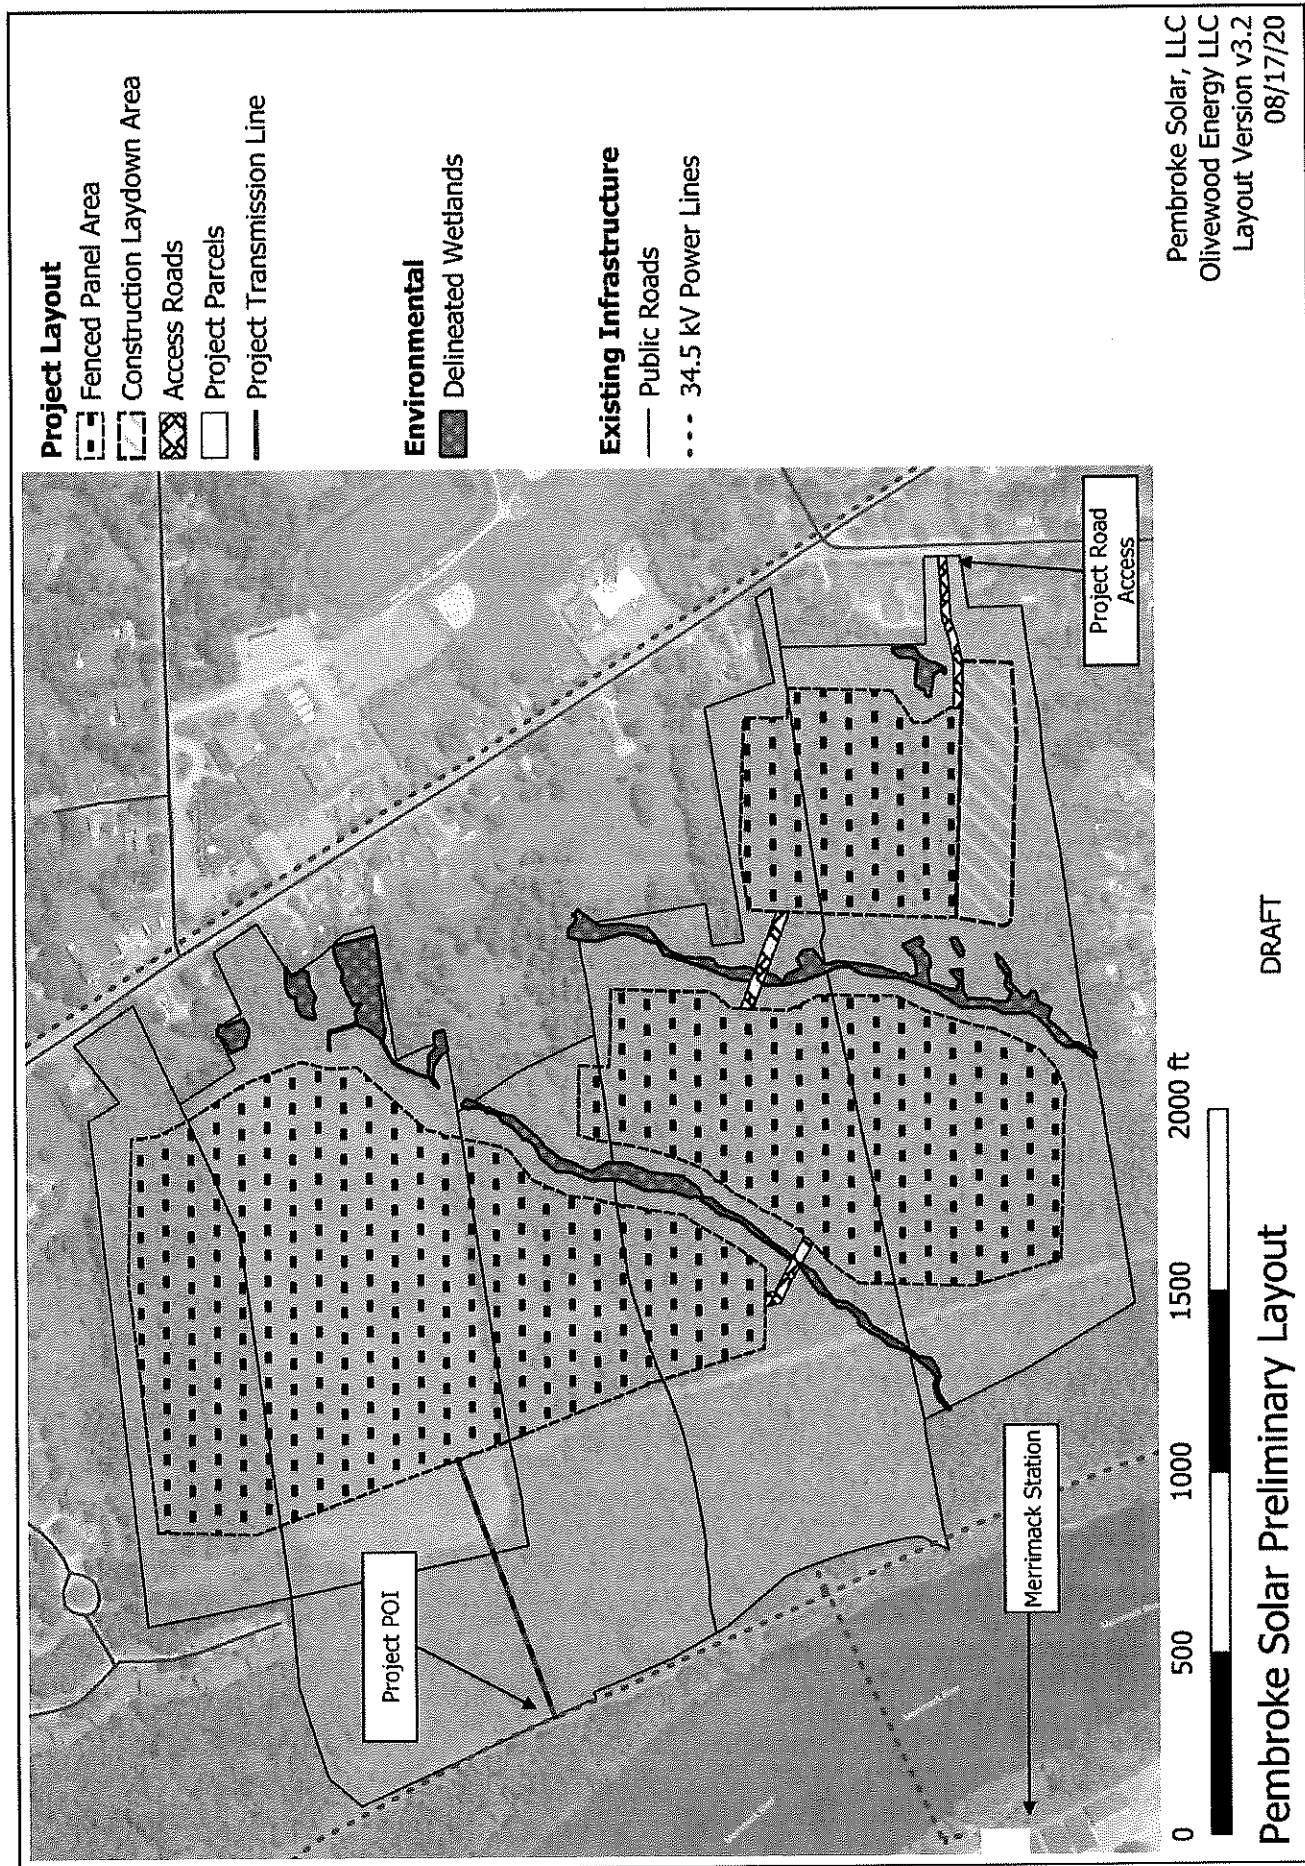 Project Layout
Fenced Panel Area
Construction Laydown Area
Access Roads
Project Parcels
Project Transmission Line
Environmental
Delineated Wetlands
Existing Infrastructure
Public Roads
34.5 kV Power Lines
Project POI
Merrimack Station
Project Road
Access
0 500 1000 1500 2000 ft
Pembroke Solar Preliminary Layout
DRAFT
Pembroke Solar, LLC
Olivewood Energy LLC
Layout Version v3.2
08/17/20